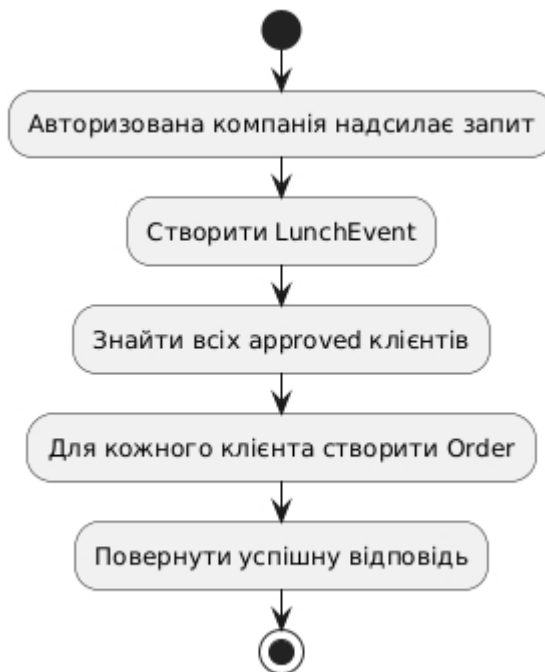 Авторизована компанія надсилає запит
Створити LunchEvent
Знайти всіх approved клієнтів
Для кожного клієнта створити Order
Повернути успішну відповідь